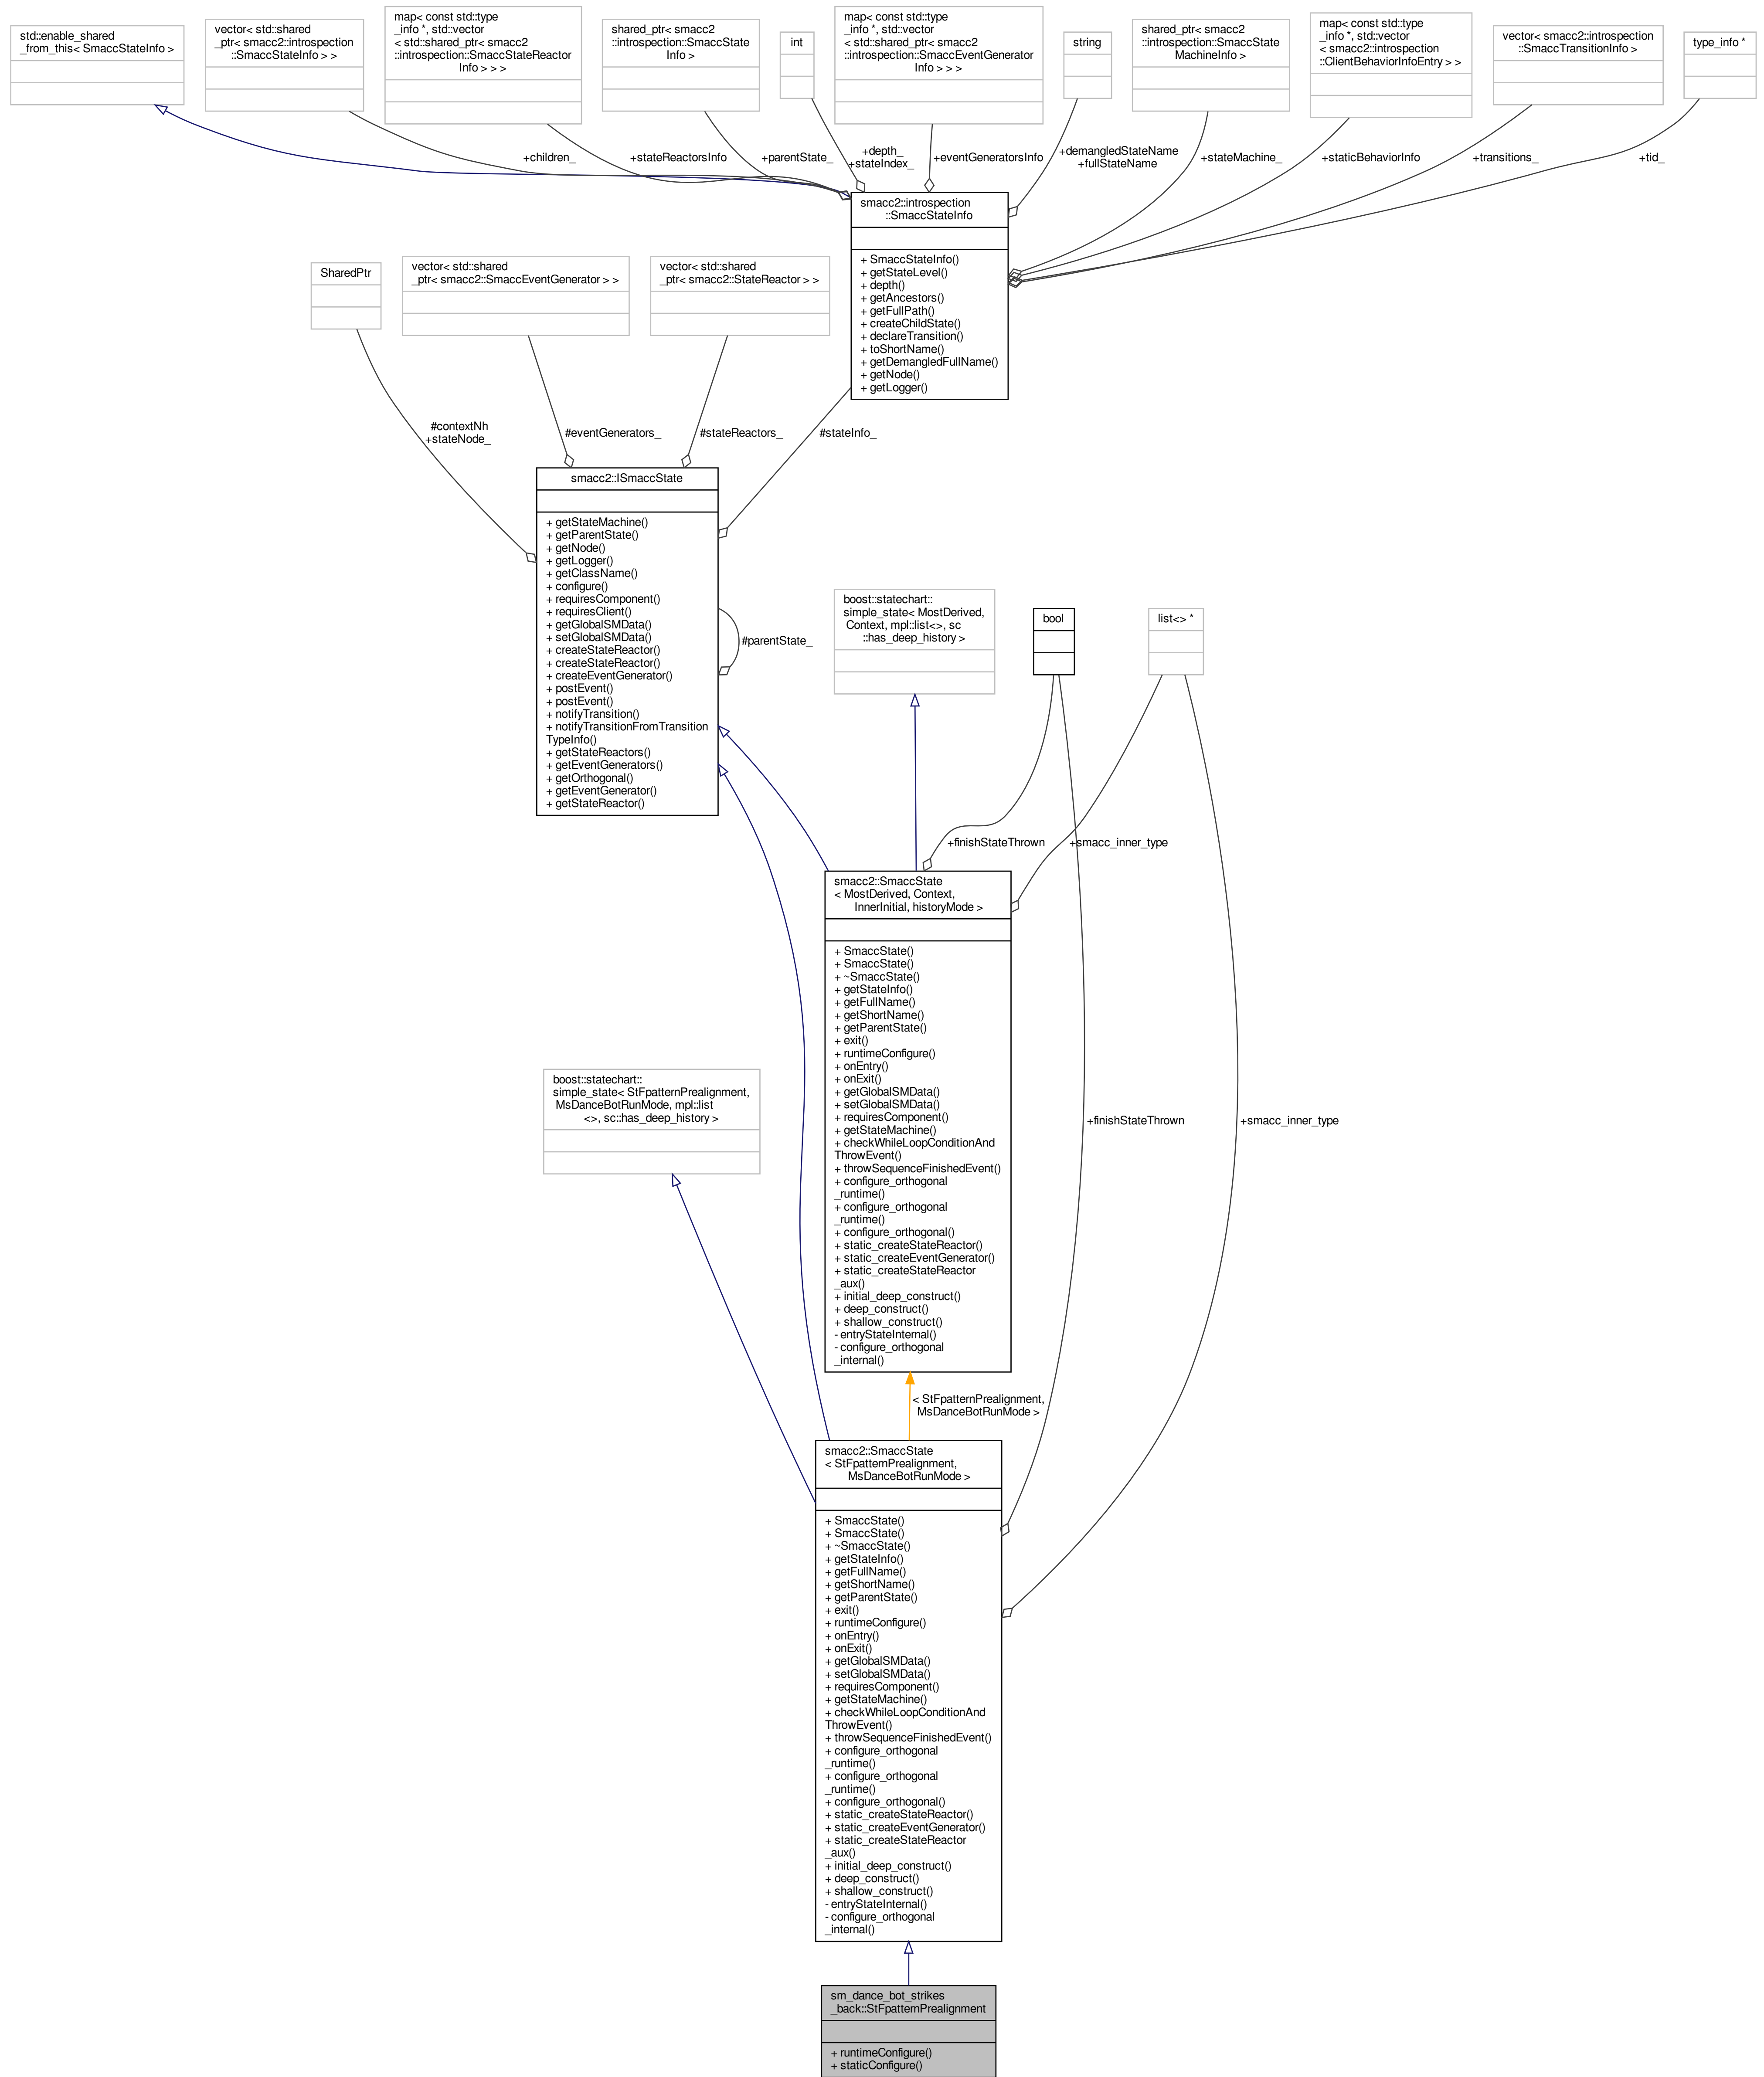 std::enable_shared
_from_this< SmaccStateInfo >
vector< std::shared
_ptr< smacc2::introspection
::SmaccStateInfo > >
map< const std::type
_info *, std::vector
< std::shared_ptr< smacc2
::introspection::SmaccStateReactor
Info > > >
shared_ptr< smacc2
::introspection::SmaccState
Info >
int
map< const std::type
_info *, std::vector
< std::shared_ptr< smacc2
::introspection::SmaccEventGenerator
Info > > >
string
shared_ptr< smacc2
::introspection::SmaccState
MachineInfo >
map< const std::type
_info *, std::vector
< smacc2::introspection
::ClientBehaviorInfoEntry > >
vector< smacc2::introspection
::SmaccTransitionInfo >
type_info *
+children_
+stateReactorsInfo
+parentState_
+depth_
+stateIndex_
+eventGeneratorsInfo
+demangledStateName
+fullStateName
+stateMachine_
+staticBehaviorInfo
+transitions_
+tid_
smacc2::introspection
::SmaccStateInfo
+ SmaccStateInfo()
+ getStateLevel()
+ depth()
+ getAncestors()
+ getFullPath()
+ createChildState()
+ declareTransition()
+ toShortName()
+ getDemangledFullName()
+ getNode()
+ getLogger()
SharedPtr
vector< std::shared
_ptr< smacc2::SmaccEventGenerator > >
vector< std::shared
_ptr< smacc2::StateReactor > >
#contextNh
+stateNode_
#eventGenerators_
#stateReactors_
#stateInfo_
smacc2::ISmaccState
+ getStateMachine()
+ getParentState()
+ getNode()
+ getLogger()
+ getClassName()
+ configure()
+ requiresComponent()
+ requiresClient()
+ getGlobalSMData()
+ setGlobalSMData()
+ createStateReactor()
+ createStateReactor()
+ createEventGenerator()
+ postEvent()
+ postEvent()
+ notifyTransition()
+ notifyTransitionFromTransition
TypeInfo()
+ getStateReactors()
+ getEventGenerators()
+ getOrthogonal()
+ getEventGenerator()
+ getStateReactor()
#parentState_
boost::statechart::
simple_state< MostDerived,
Context, mpl::list<>, sc
::has_deep_history >
bool
list<> *
+finishStateThrown
+smacc_inner_type
smacc2::SmaccState
< MostDerived, Context,
InnerInitial, historyMode >
+ SmaccState()
+ SmaccState()
+ ~SmaccState()
+ getStateInfo()
+ getFullName()
+ getShortName()
+ getParentState()
+ exit()
+ runtimeConfigure()
+ onEntry()
+ onExit()
+ getGlobalSMData()
+ setGlobalSMData()
+ requiresComponent()
+ getStateMachine()
+ checkWhileLoopConditionAnd
ThrowEvent()
+ throwSequenceFinishedEvent()
+ configure_orthogonal
_runtime()
+ configure_orthogonal
_runtime()
+ configure_orthogonal()
+ static_createStateReactor()
+ static_createEventGenerator()
+ static_createStateReactor
_aux()
+ initial_deep_construct()
+ deep_construct()
+ shallow_construct()
- entryStateInternal()
- configure_orthogonal
_internal()
boost::statechart::
simple_state< StFpatternPrealignment,
MsDanceBotRunMode, mpl::list
<>, sc::has_deep_history >
+finishStateThrown
+smacc_inner_type
< StFpatternPrealignment,
MsDanceBotRunMode >
smacc2::SmaccState
< StFpatternPrealignment,
MsDanceBotRunMode >
+ SmaccState()
+ SmaccState()
+ ~SmaccState()
+ getStateInfo()
+ getFullName()
+ getShortName()
+ getParentState()
+ exit()
+ runtimeConfigure()
+ onEntry()
+ onExit()
+ getGlobalSMData()
+ setGlobalSMData()
+ requiresComponent()
+ getStateMachine()
+ checkWhileLoopConditionAnd
ThrowEvent()
+ throwSequenceFinishedEvent()
+ configure_orthogonal
_runtime()
+ configure_orthogonal
_runtime()
+ configure_orthogonal()
+ static_createStateReactor()
+ static_createEventGenerator()
+ static_createStateReactor
_aux()
+ initial_deep_construct()
+ deep_construct()
+ shallow_construct()
- entryStateInternal()
- configure_orthogonal
_internal()
sm_dance_bot_strikes
_back::StFpatternPrealignment
+ runtimeConfigure()
+ staticConfigure()